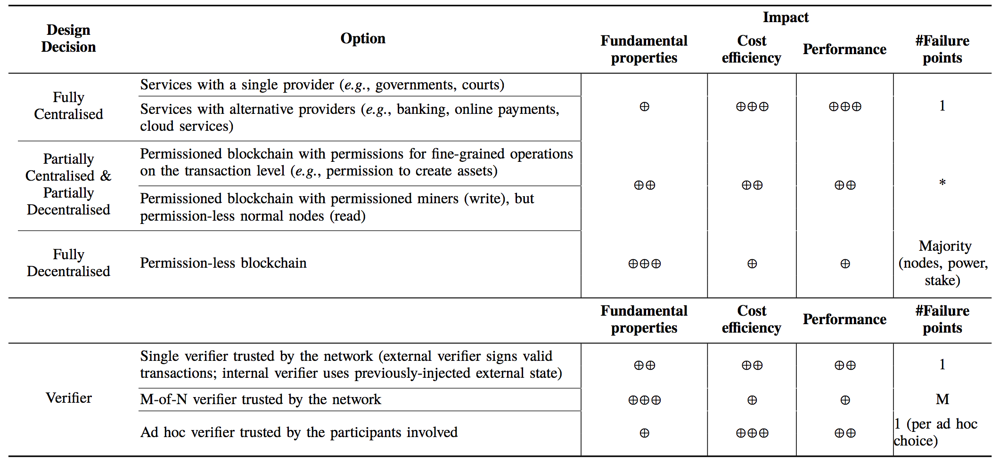 Design
Decision
Option
Impact
Fundamental
properties
Cost
efficiency
Performance
#Failure
points
Fully
Centralised
Services with a single provider (e.g., governments, courts)
Services with alternative providers (e.g., banking, online payments,
cloud services)
⊕
⊕⊕⊕
⊕⊕⊕
1
Partially
Centralised &
Partially
Decentralised
Permissioned blockchain with permissions for fine-grained operations
on the transaction level (e.g., permission to create assets)
Permissioned blockchain with permissioned miners (write), but
permission-less normal nodes (read)
⊕⊕
⊕⊕
⊕⊕
*
Fully
Decentralised
Permission-less blockchain
⊕⊕⊕
⊕
⊕
Majority
(nodes, power,
stake)
Fundamental
properties
Cost
efficiency
Performance
#Failure
points
Verifier
Single verifier trusted by the network (external verifier signs valid
transactions; internal verifier uses previously-injected external state)
⊕⊕
⊕⊕
⊕⊕
1
M-of-N verifier trusted by the network
⊕⊕⊕
⊕
⊕
M
Ad hoc verifier trusted by the participants involved
⊕
⊕⊕⊕
⊕⊕
1 (per ad hoc
choice)